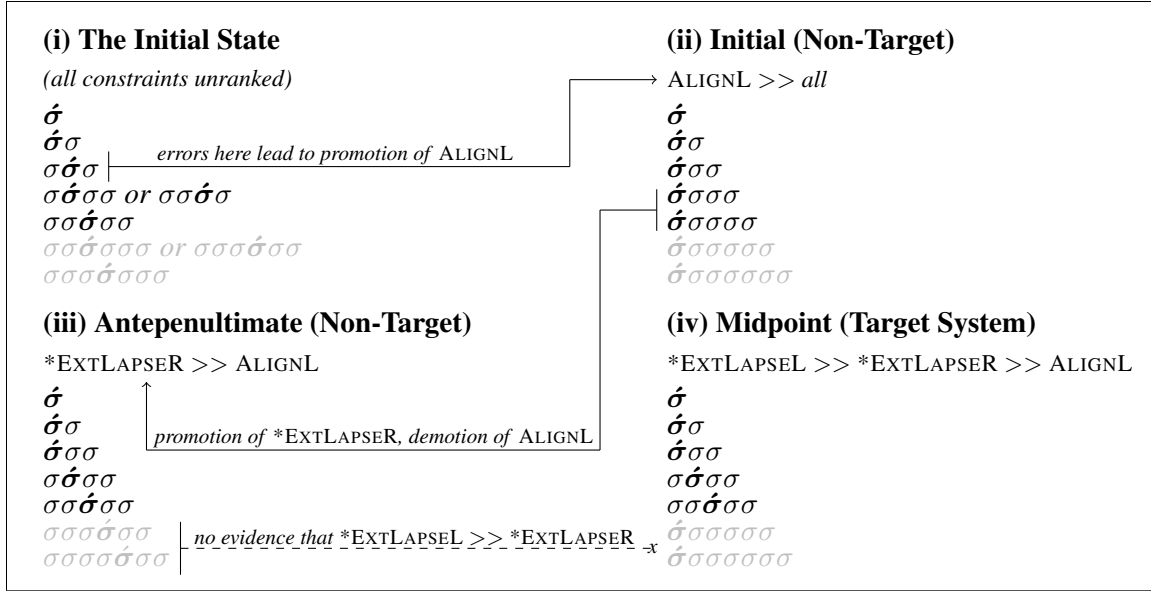 (i) The Initial State
(all constraints unranked)
σ́
σ́σ
σσ́σ
σσ́σσ or σσσ́σ
σσσ́σσ
σσσ́σσσ or σσσσ́σσ
σσσσ́σσσ
errors here lead to promotion of ALIGNL
(ii) Initial (Non-Target)
ALIGNL >> all
σ́
σ́σ
σ́σσ
σ́σσσ
σ́σσσσ
σ́σσσσσ
σ́σσσσσσ
(iii) Antepenultimate (Non-Target)
*EXTLAPSER >> ALIGNL
σ́
σ́σ
σ́σσ
σσ́σσ
σσσ́σσ
σσσσ́σσ
σσσσσ́σσ
promotion of *EXTLAPSER, demotion of ALIGNL
no evidence that *EXTLAPSEL >> *EXTLAPSER
x
(iv) Midpoint (Target System)
*EXTLAPSEL >> *EXTLAPSER >> ALIGNL
σ́
σ́σ
σ́σσ
σσ́σσ
σσσ́σσ
σ́σσσσσ
σ́σσσσσσ